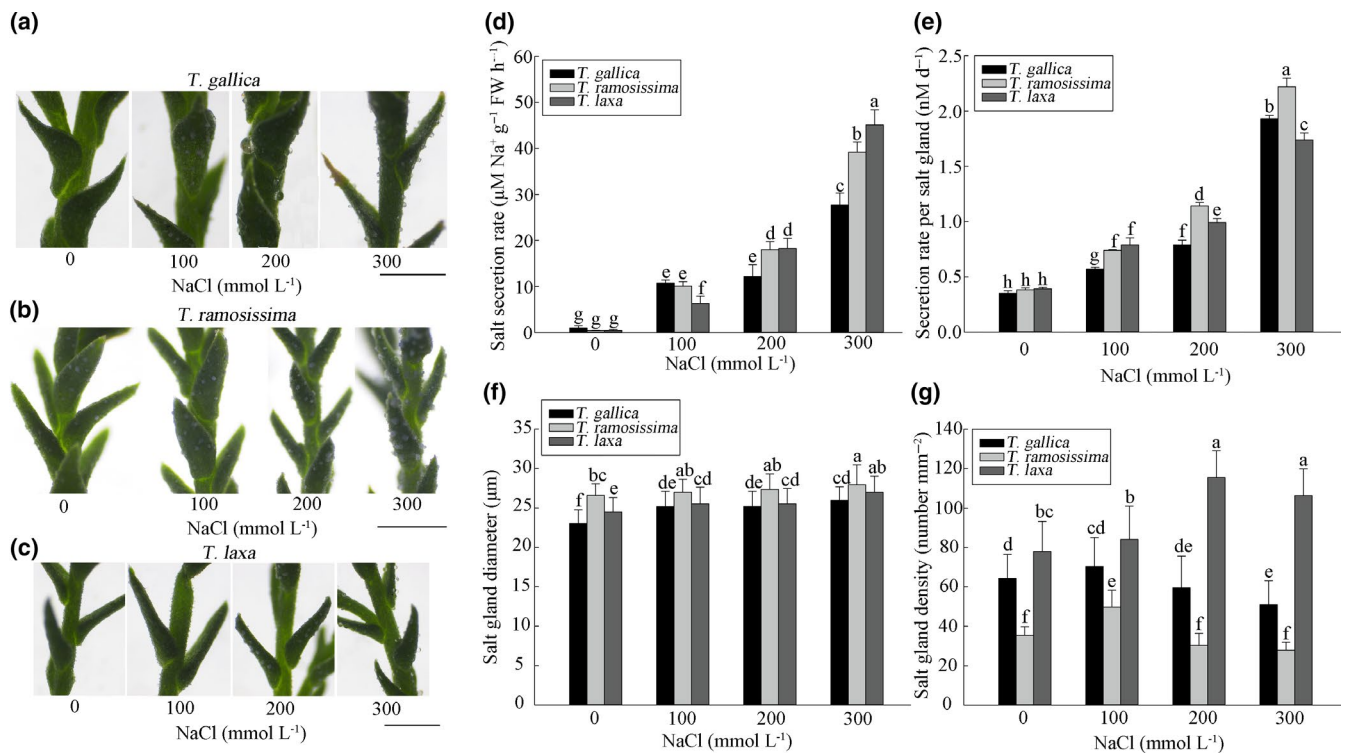 (a)
T. gallica
0
100
200
300
NaCl (mmol L⁻¹)
(b)
T. ramosissima
0
100
200
300
NaCl (mmol L⁻¹)
(c)
T. laxa
0
100
200
300
NaCl (mmol L⁻¹)
(d)
Salt secretion rate (μM Na⁺ g⁻¹ FW h⁻¹)
60
50
40
30
20
10
0
T. gallica
T. ramosissima
T. laxa
g g g
e e f
e d d
c b a
0 100 200 300
NaCl (mmol L⁻¹)
(e)
Secretion rate per salt gland (nM d⁻¹)
2.5
2.0
1.5
1.0
0.5
0.0
T. gallica
T. ramosissima
T. laxa
h h h
g f f
f d e
b a c
0 100 200 300
NaCl (mmol L⁻¹)
(f)
Salt gland diameter (μm)
35
30
25
20
15
10
5
0
T. gallica
T. ramosissima
T. laxa
f bc e
de ab cd
de ab cd
cd a ab
0 100 200 300
NaCl (mmol L⁻¹)
(g)
Salt gland density (number mm⁻²)
140
120
100
80
60
40
20
0
T. gallica
T. ramosissima
T. laxa
d f bc
cd e b
de f a
e f a
0 100 200 300
NaCl (mmol L⁻¹)